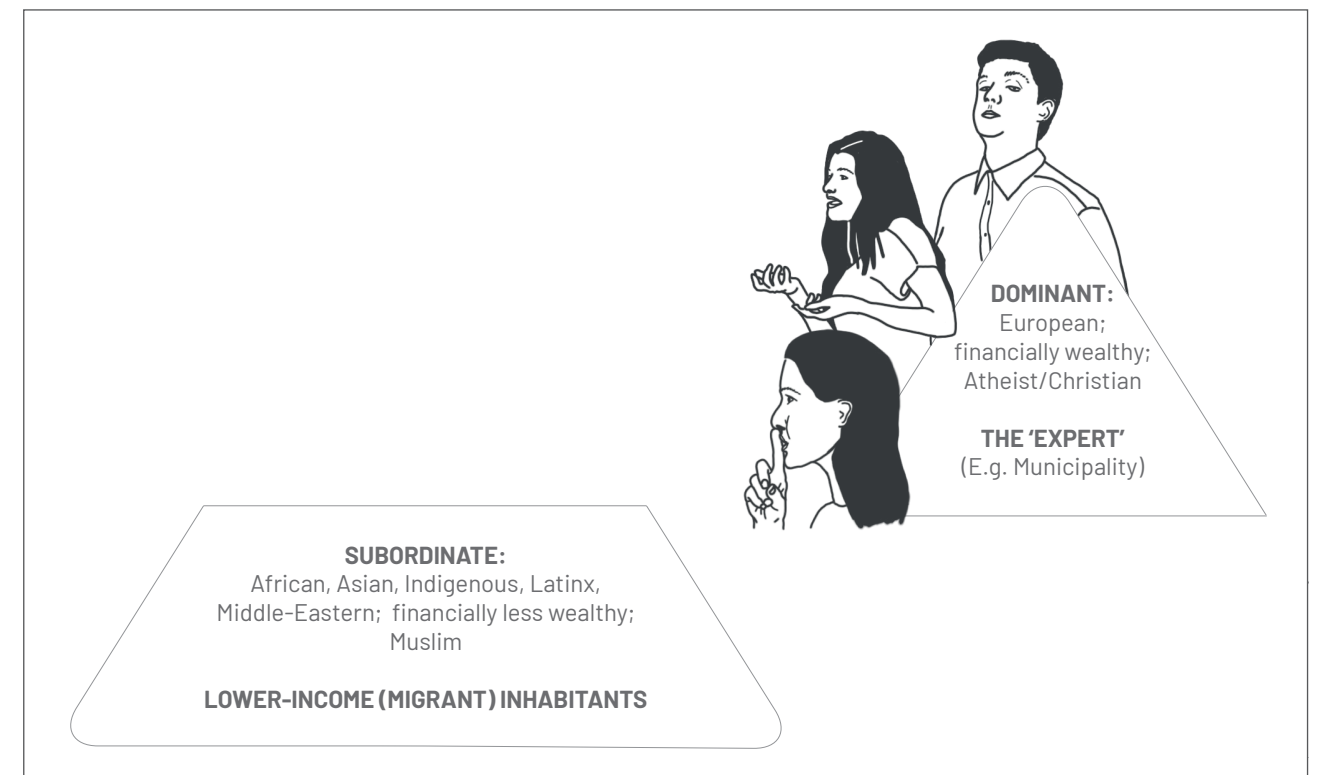 DOMINANT:
European;
financially wealthy;
Atheist/Christian
THE ‘EXPERT’
(E.g. Municipality)
SUBORDINATE:
African, Asian, Indigenous, Latinx,
Middle-Eastern;  financially less wealthy;
Muslim
LOWER-INCOME (MIGRANT) INHABITANTS